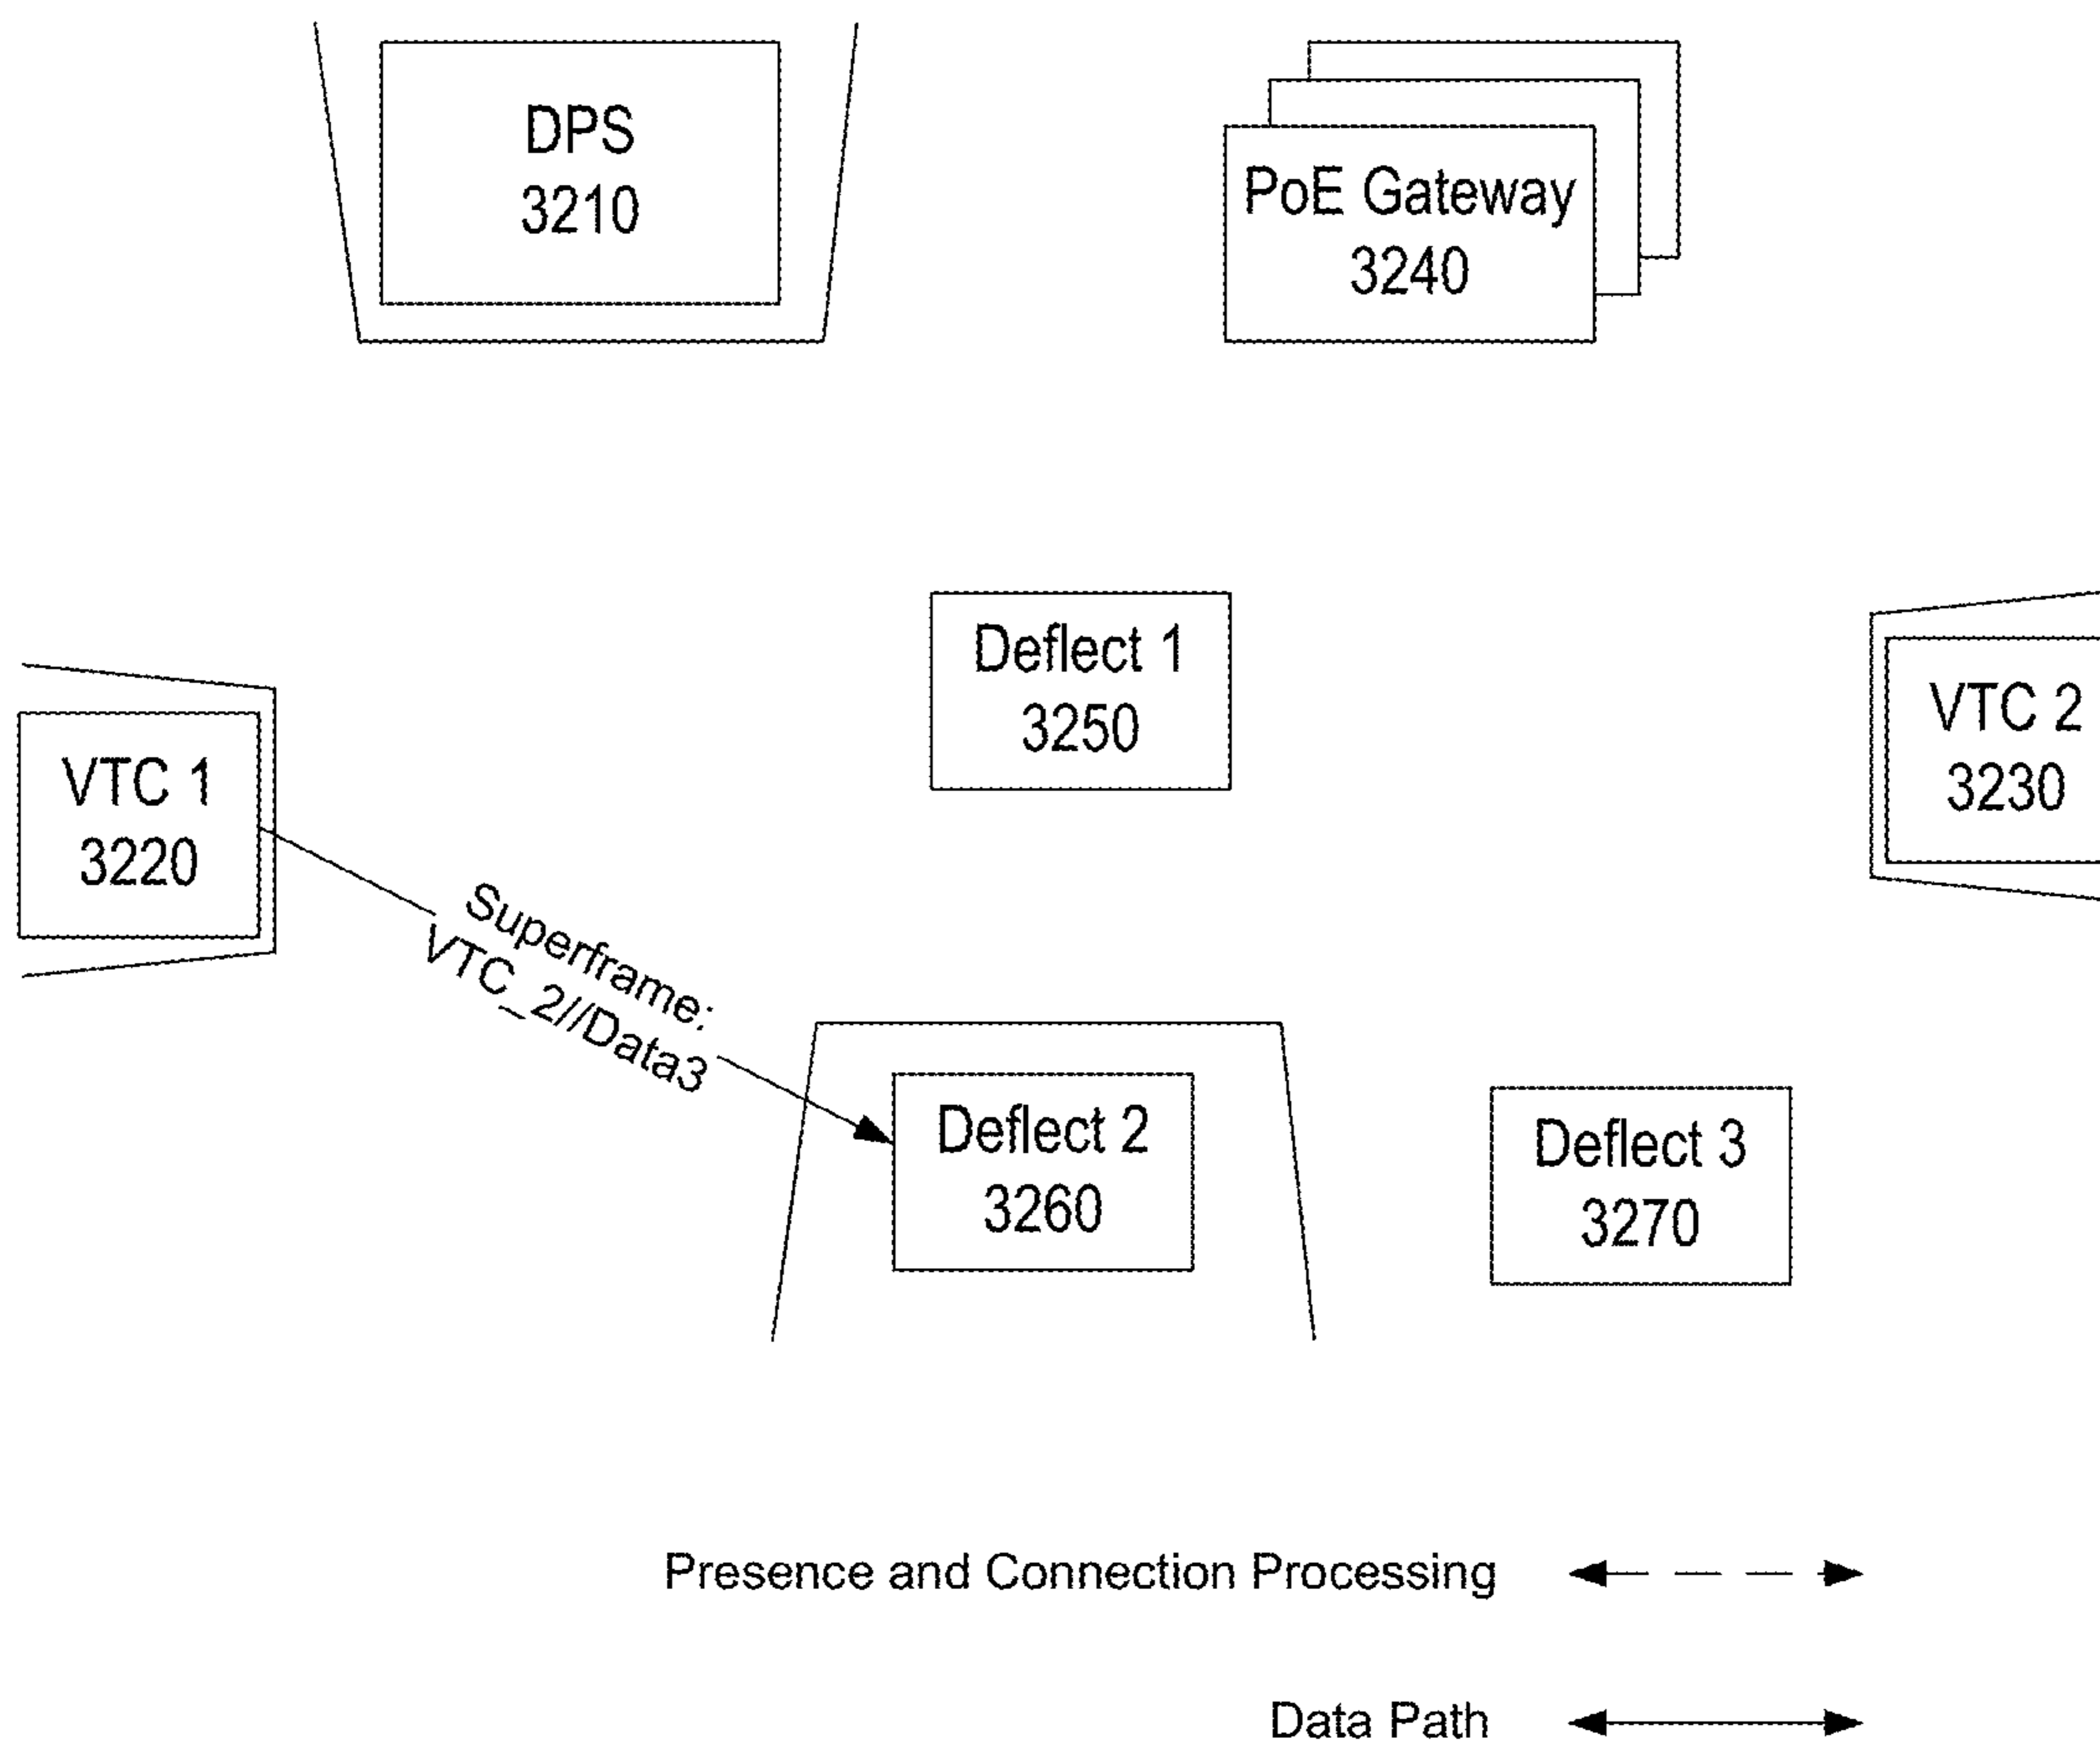 DPS
3210
PoE Gateway
3240
Deflect 1
3250
VTC 2
3230
VTC 1
3220
Superframe:
VTC_2//Data3
Deflect 2
3260
Deflect 3
3270
Presence and Connection Processing
Data Path